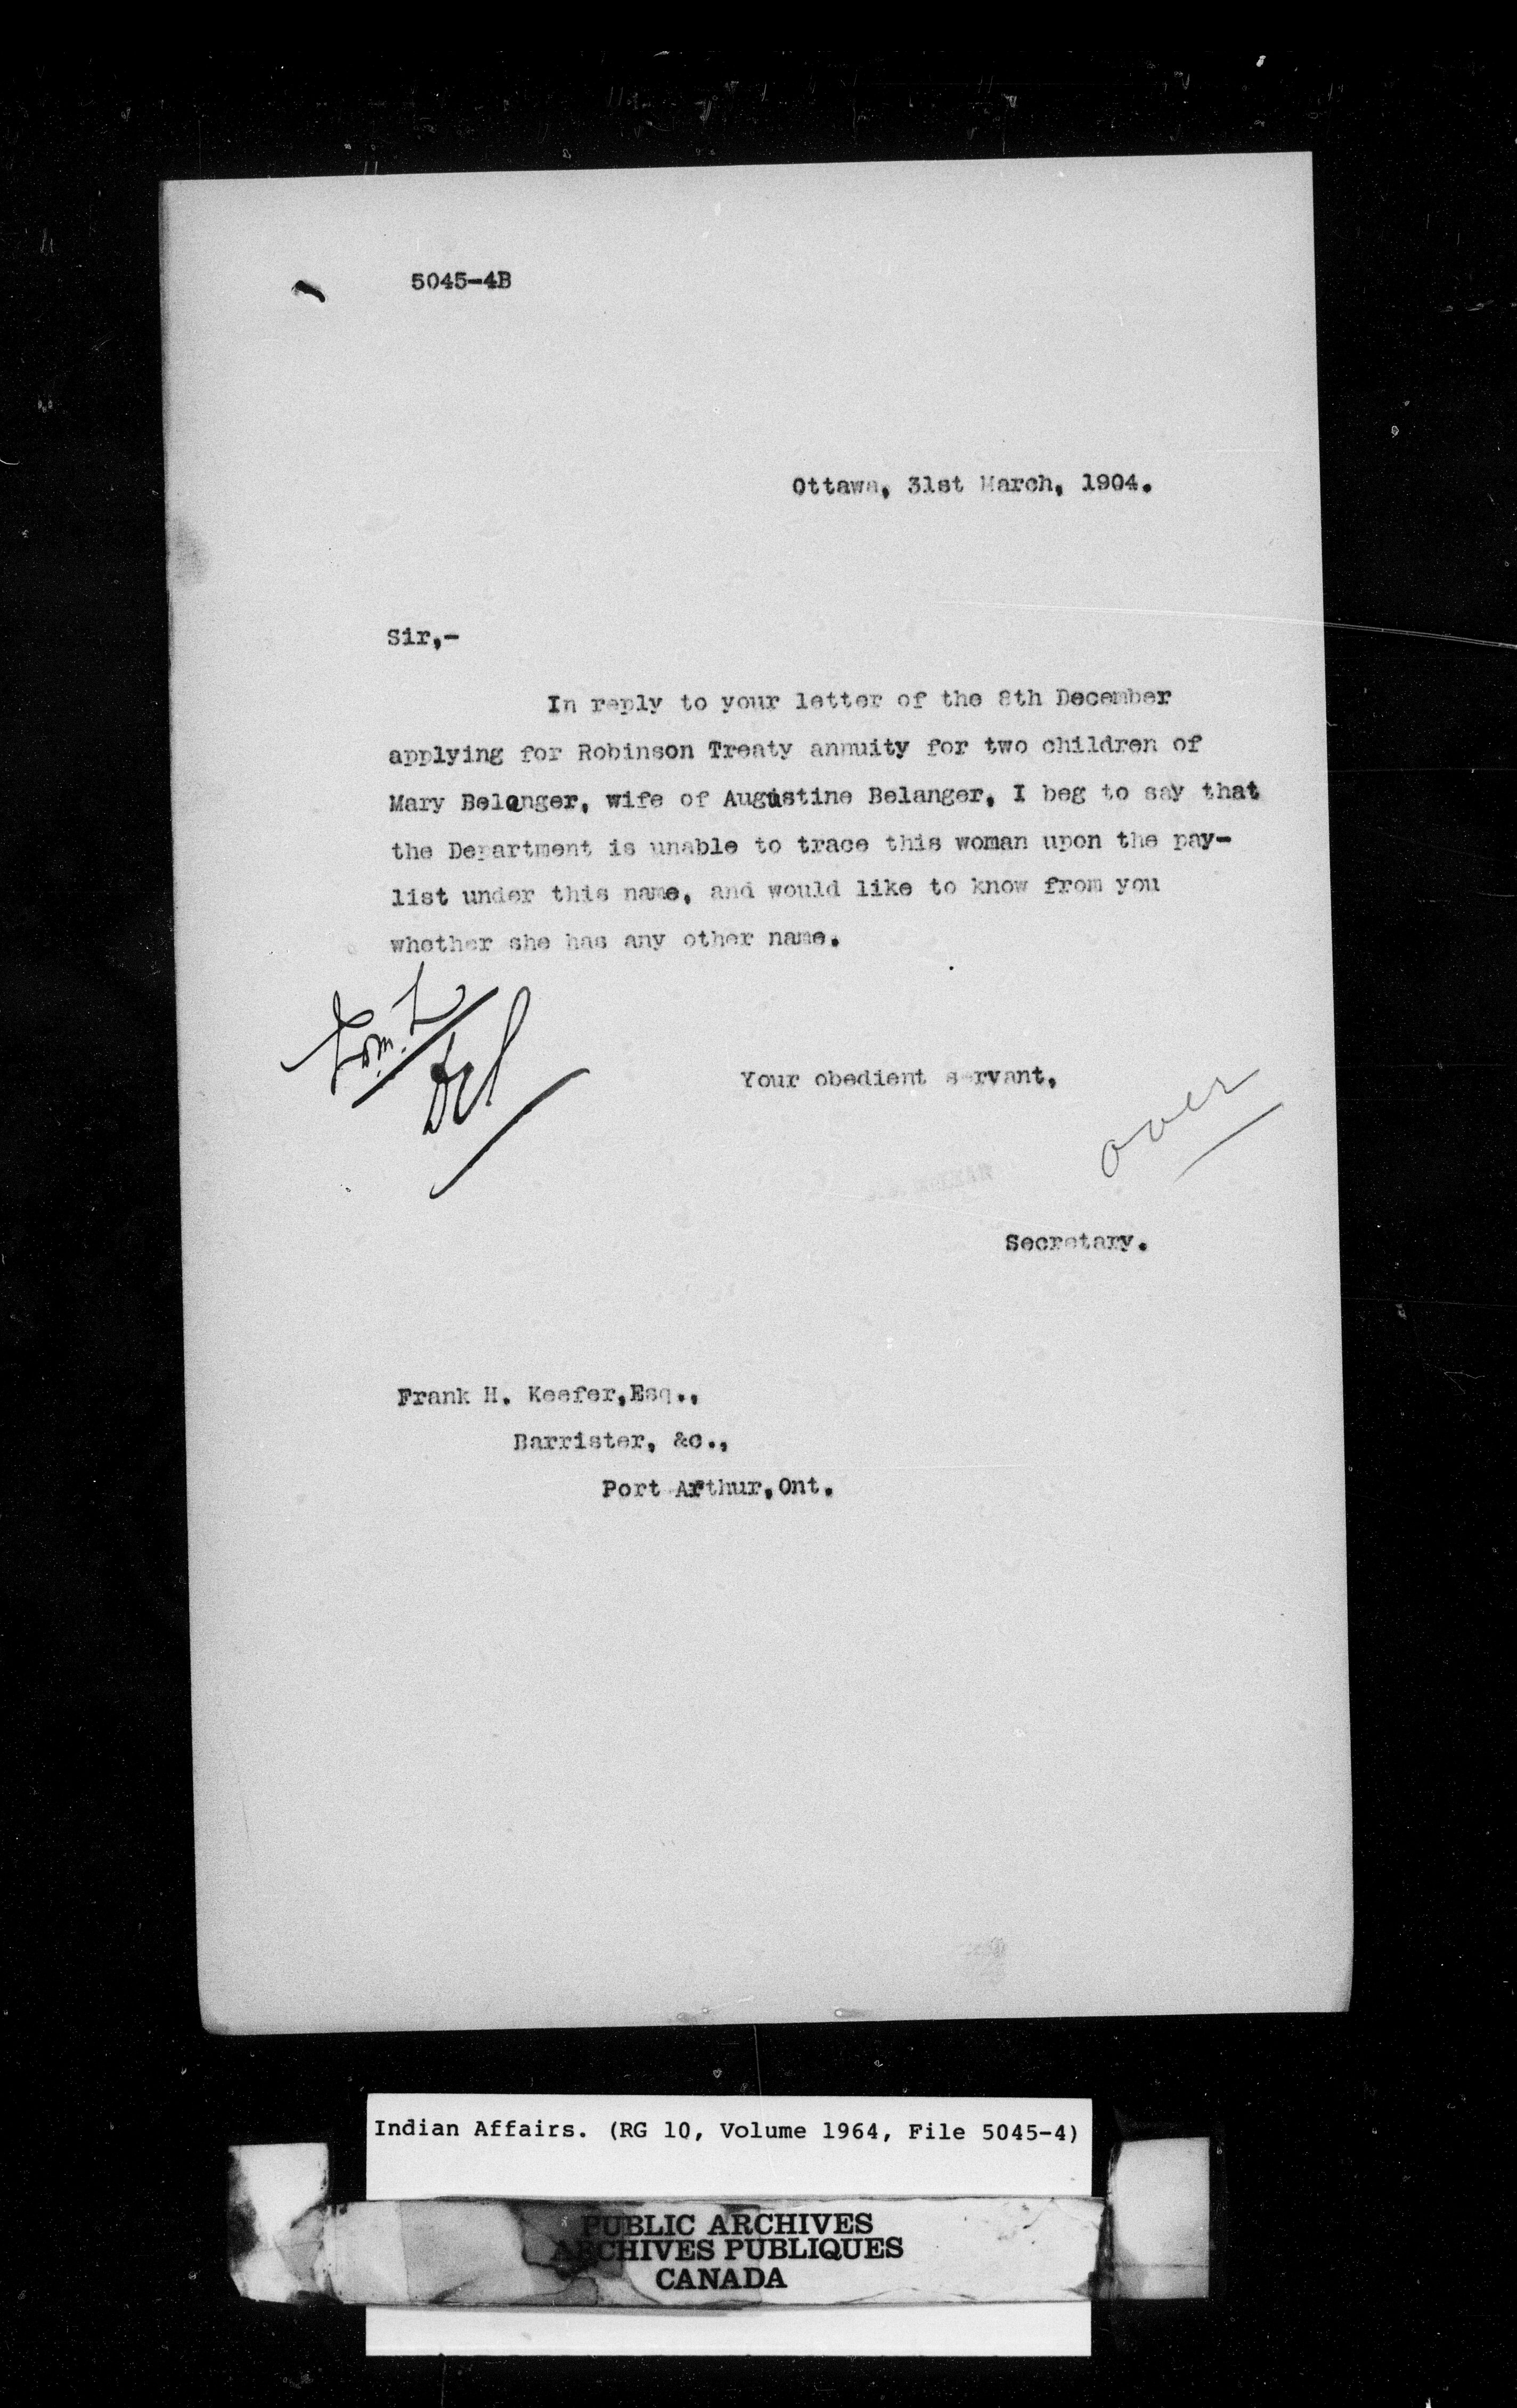 5045-4B
Ottawa, 31st March, 1904.
Sir,-
In reply to your letter of the 8th December
applying for Robinson Treaty annuity for two children of
Mary Belanger, wife of Augustine Belanger, I beg to say that
the Department is unable to trace this woman upon the pay-
list under this name, and would like to know from you
whether she has any other name.
Your obedient servant,
over
Secretary.
Frank H. Keefer,Esq.,
Barrister, &c.,
Port Arthur,Ont.
Indian Affairs. (RG 10, Volume 1964, File 5045-4)
PUBLIC ARCHIVES
ARCHIVES PUBLIQUES
CANADA